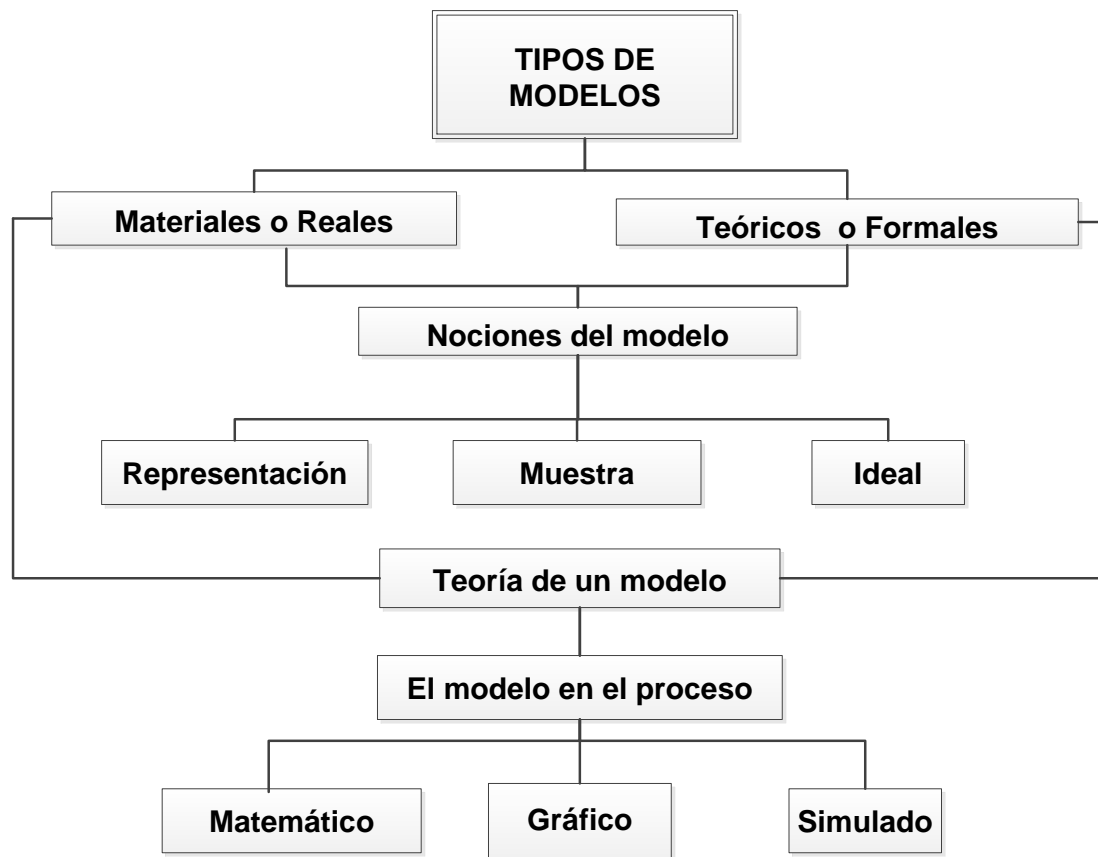 TIPOS DE
MODELOS
Materiales o Reales
Teóricos o Formales
Nociones del modelo
Representación
Muestra
Ideal
Teoría de un modelo
El modelo en el proceso
Matemático
Gráfico
Simulado